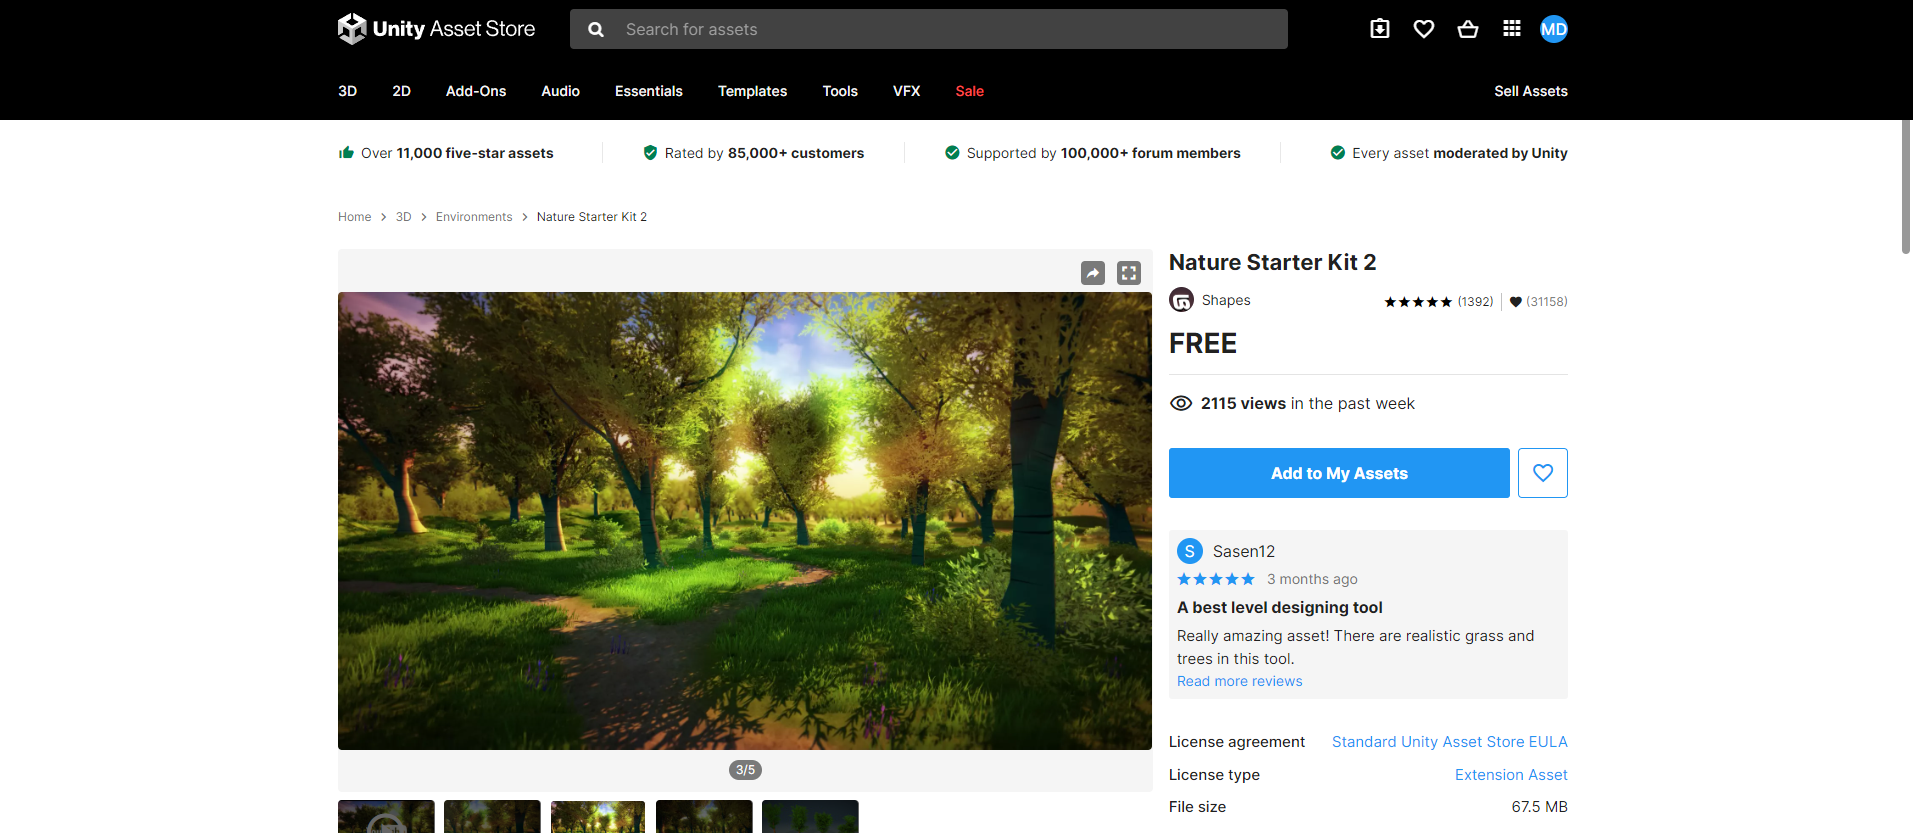 Unity Asset Store
Search for assets
MD
3D 2D Add-Ons Audio Essentials Templates Tools VFX Sale Sell Assets
Over 11,000 five-star assets
Rated by 85,000+ customers
Supported by 100,000+ forum members
Every asset moderated by Unity
Home > 3D > Environments > Nature Starter Kit 2
Nature Starter Kit 2
Shapes
(1392)
(31158)
FREE
2115 views in the past week
Add to My Assets
S Sasen12
3 months ago
A best level designing tool
Really amazing asset! There are realistic grass and
trees in this tool.
Read more reviews
License agreement Standard Unity Asset Store EULA
License type Extension Asset
File size 67.5 MB
3/5